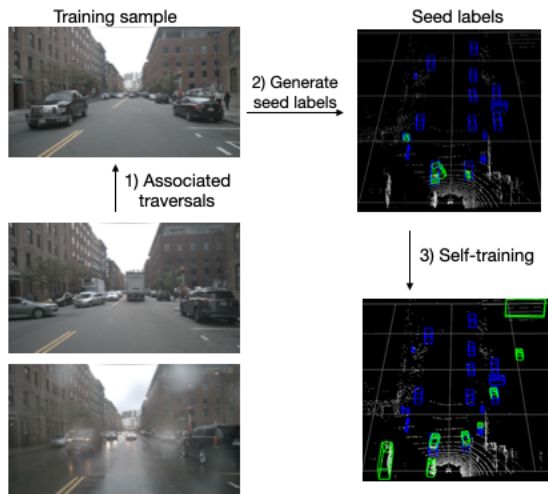 Training sample
Seed labels
2) Generate
seed labels
1) Associated
traversals
3) Self-training